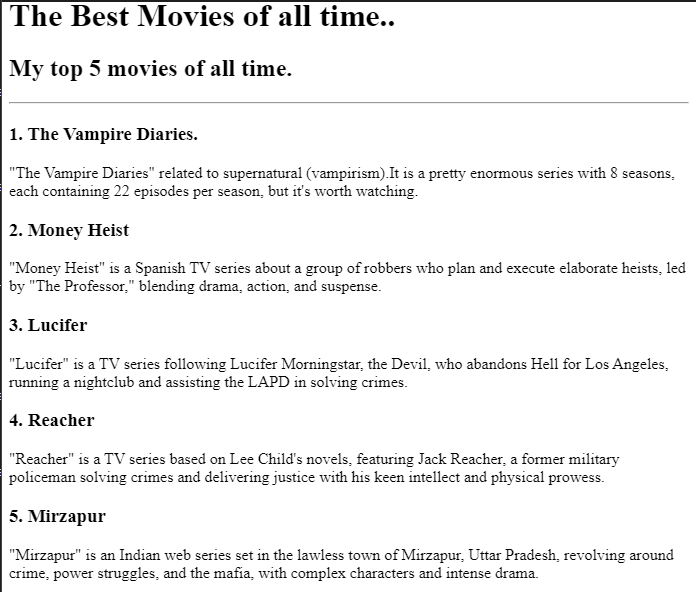 The Best Movies of all time..
My top 5 movies of all time.
1. The Vampire Diaries.
"The Vampire Diaries" related to supernatural (vampirism).It is a pretty enormous series with 8 seasons,
each containing 22 episodes per season, but it's worth watching.
2. Money Heist
"Money Heist" is a Spanish TV series about a group of robbers who plan and execute elaborate heists, led
by "The Professor," blending drama, action, and suspense.
3. Lucifer
"Lucifer" is a TV series following Lucifer Morningstar, the Devil, who abandons Hell for Los Angeles,
running a nightclub and assisting the LAPD in solving crimes.
4. Reacher
"Reacher" is a TV series based on Lee Child's novels, featuring Jack Reacher, a former military
policeman solving crimes and delivering justice with his keen intellect and physical prowess.
5. Mirzapur
"Mirzapur" is an Indian web series set in the lawless town of Mirzapur, Uttar Pradesh, revolving around
crime, power struggles, and the mafia, with complex characters and intense drama.